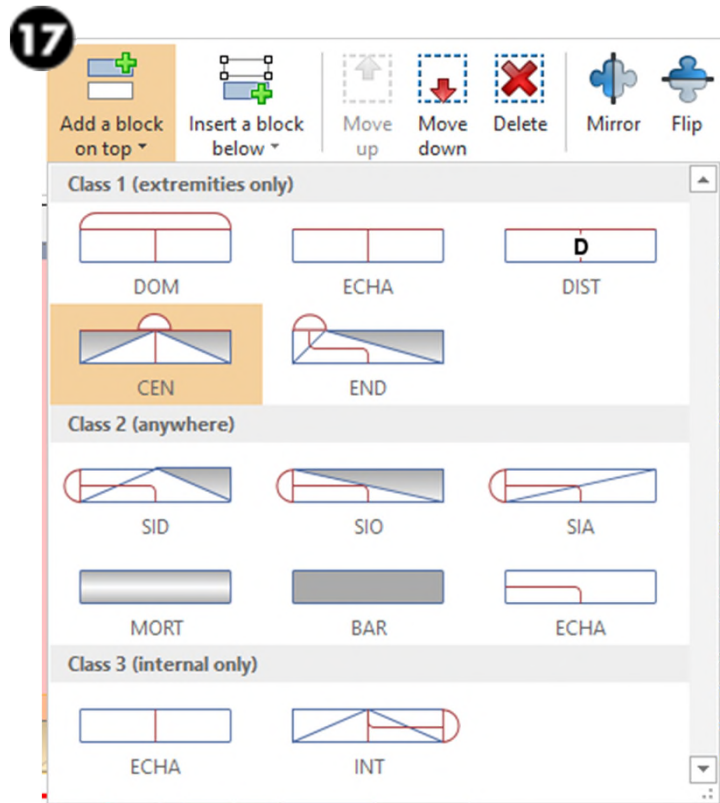 17
Add a block
on top
Insert a block
below
Move
up
Move
down
Delete
Mirror
Flip
Class 1 (extremities only)
DOM
ECHA
D
DIST
CEN
END
Class 2 (anywhere)
SID
SIO
SIA
MORT
BAR
ECHA
Class 3 (internal only)
ECHA
INT